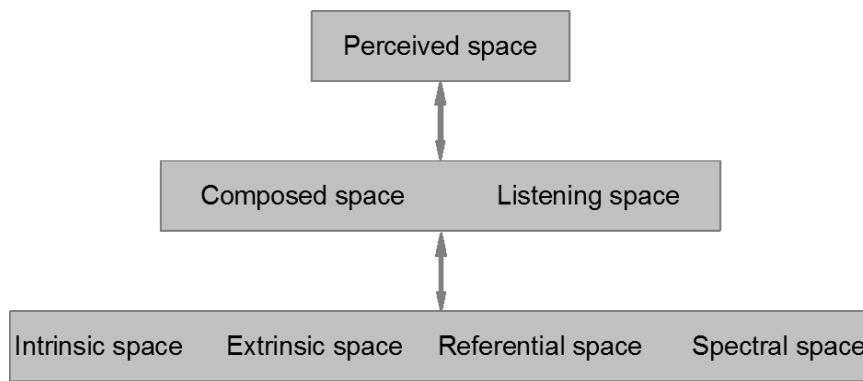 Perceived space
Composed space Listening space
Intrinsic space Extrinsic space Referential space Spectral space